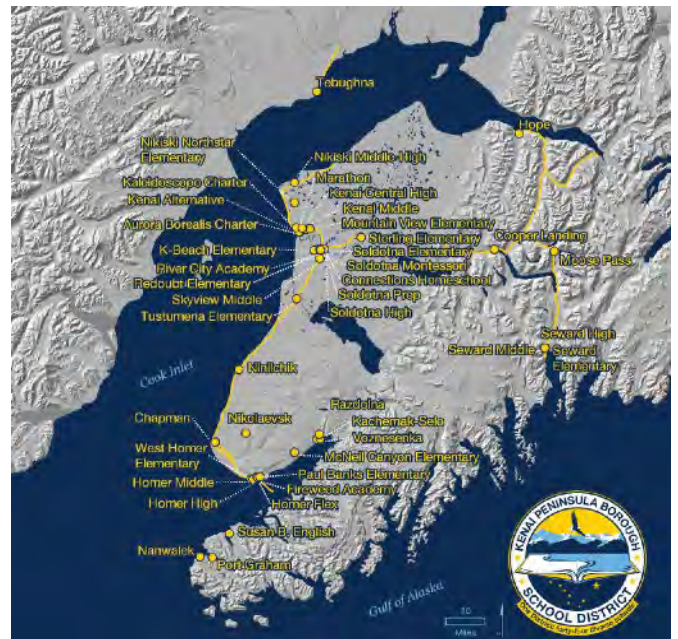 Tebughna
Hope
Nikiski Northstar
Elementary
Nikiski Middle-High
Kaleidoscope Charter
Marathon
Kenai Alternative
Kenai Central High
Kenai Middle
Aurora Borealis Charter
Mountain View Elementary
Sterling Elementary
K-Beach Elementary
Soldotna Elementary
Cooper Landing
Moose Pass
River City Academy
Soldotna Montessori
Redoubt Elementary
Connections Homeschool
Skyview Middle
Soldotna Prep
Tustumena Elementary
Soldotna High
Seward High
Seward Middle
Seward
Elementary
Cook Inlet
Ninilchik
Razdolna
Chapman
Nikolaevsk
Kachemak-Selo
Voznesenka
West Homer
Elementary
McNeil Canyon Elementary
Homer Middle
Paul Banks Elementary
Fireweed Academy
Homer High
Homer Flex
Susan B. English
Nanwalek
Port Graham
Gulf of Alaska
Miles
KENAI PENINSULA BOROUGH
SCHOOL DISTRICT